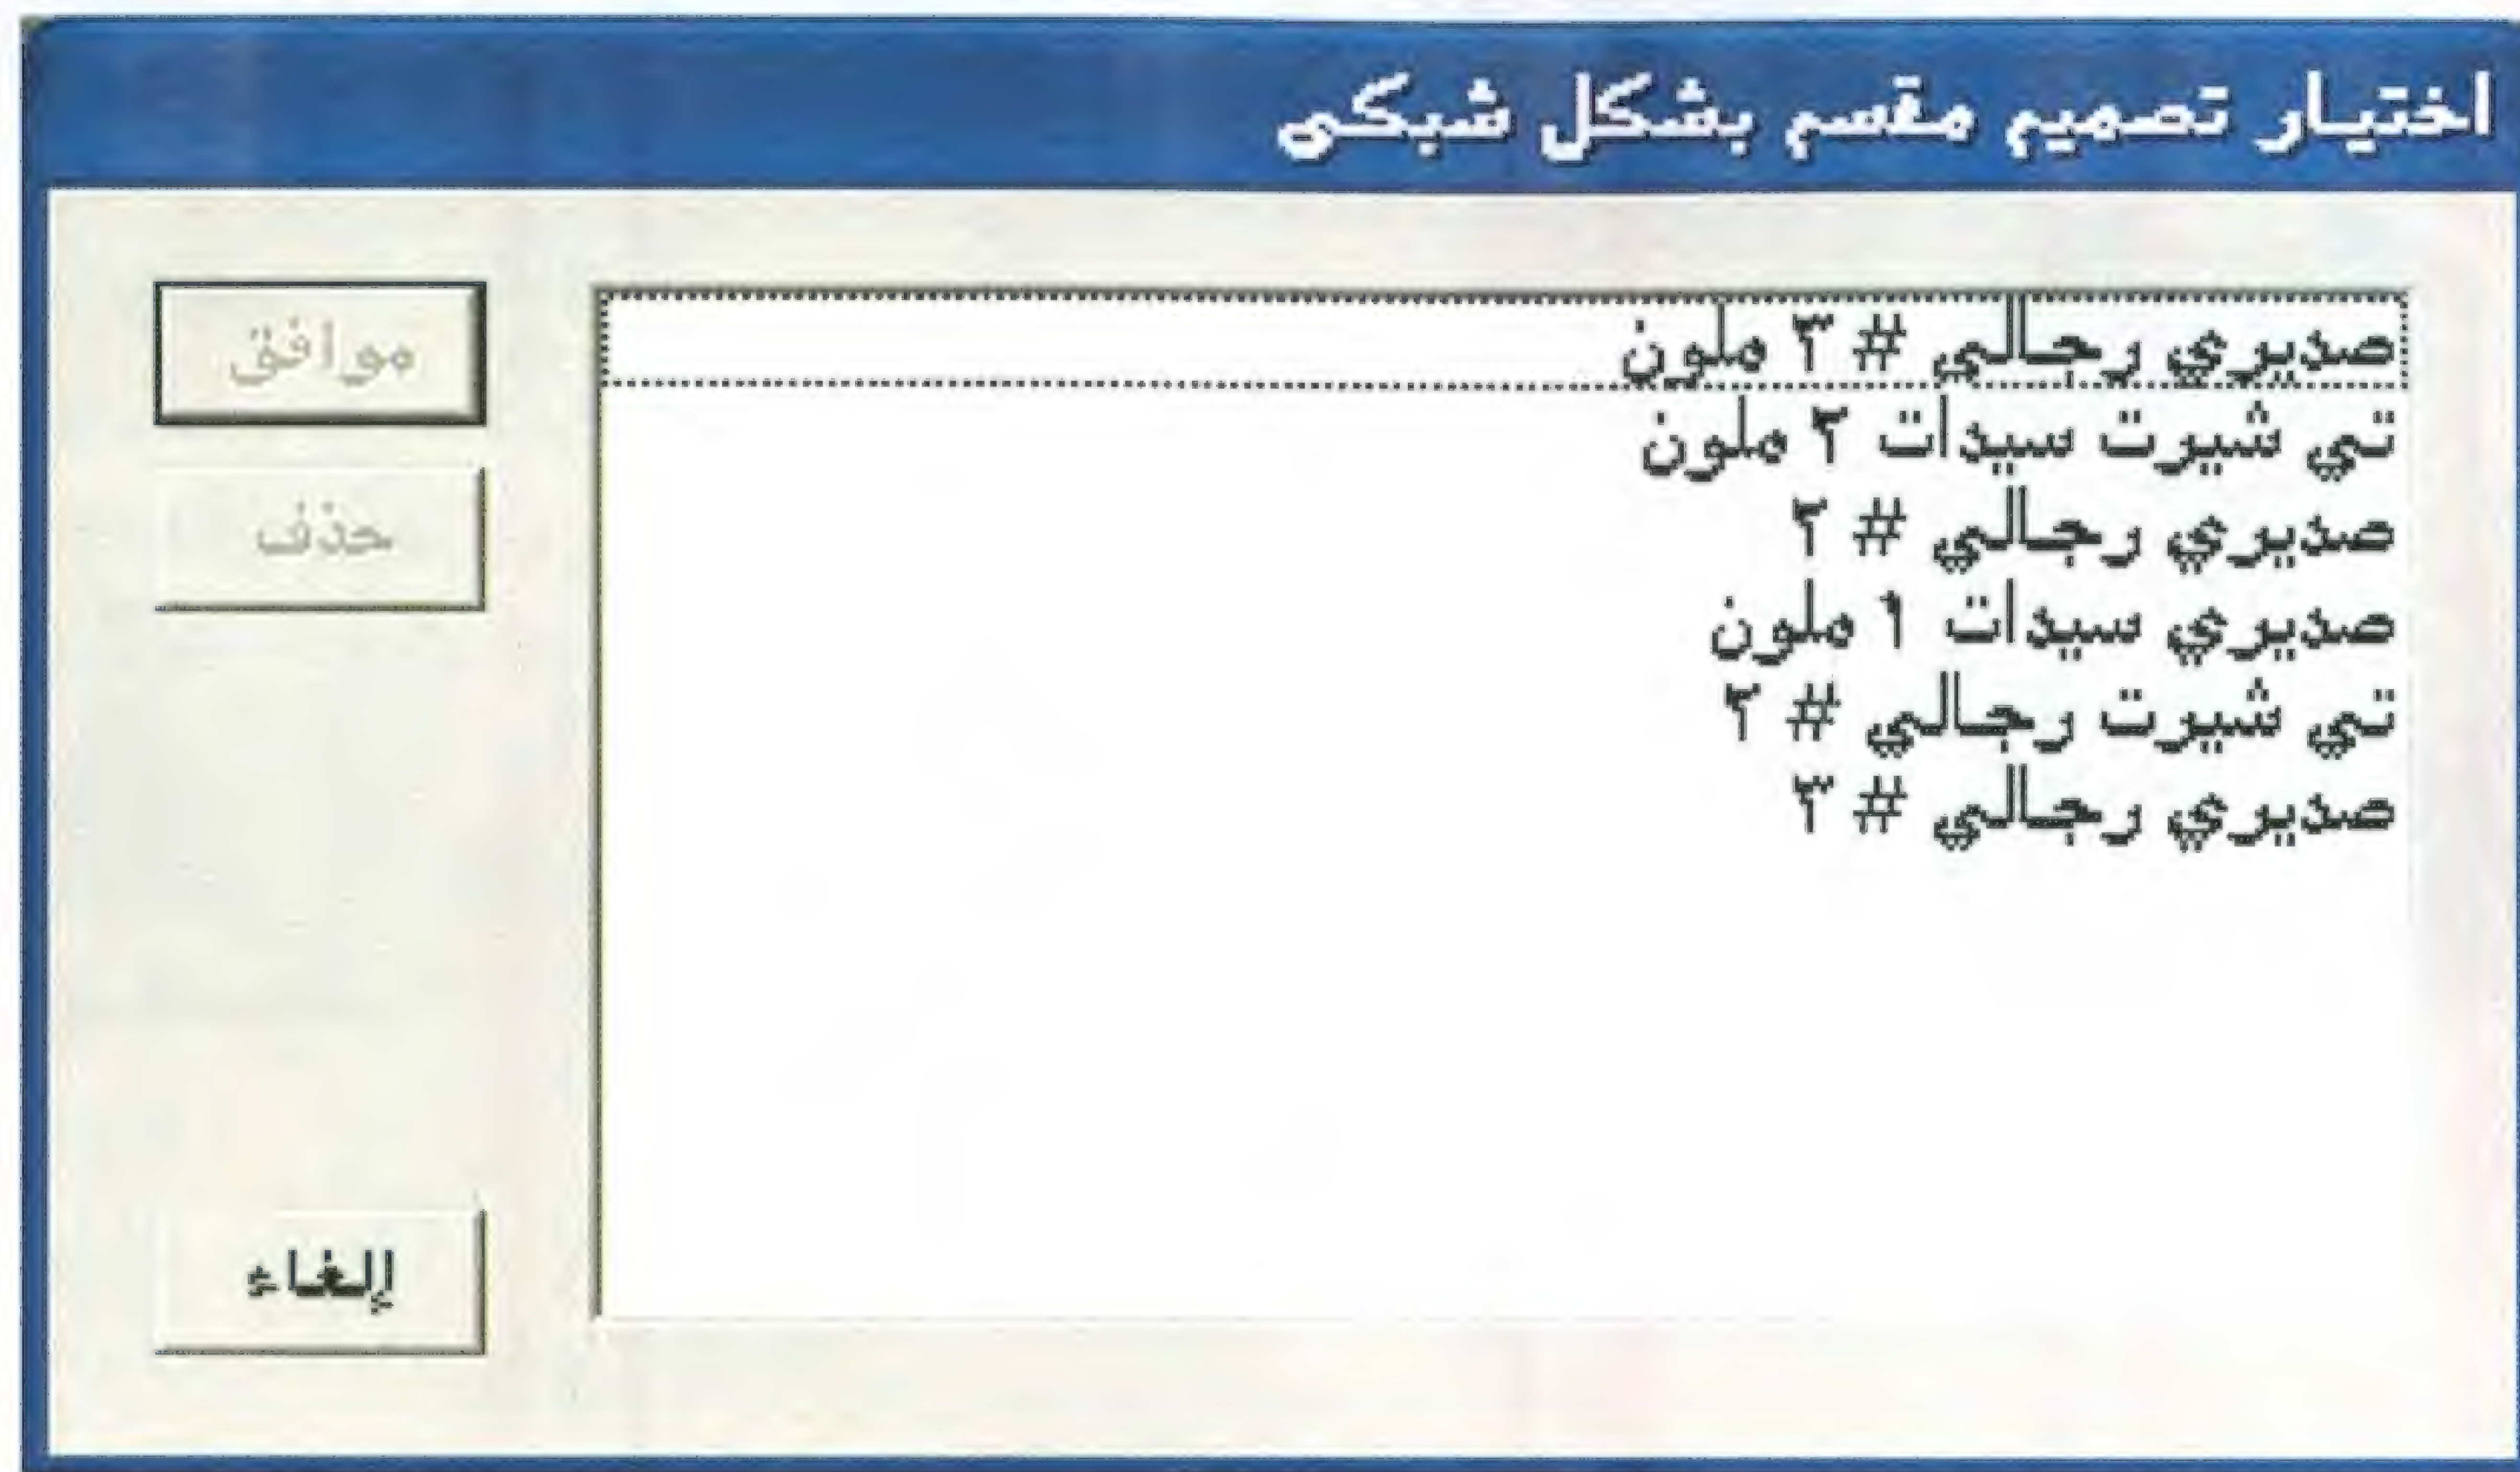 اختيار تصميم مقسم بشكل شبكى
صديري رجالي # ٣ ملون
تي شيرت سيدات ٢ ملون
صديري رجالي # ٢
صديري سيدات ١ ملون
تي شيرت رجالي # ٢
صديري رجالي # ٣
موافق
حذف
إلغاء